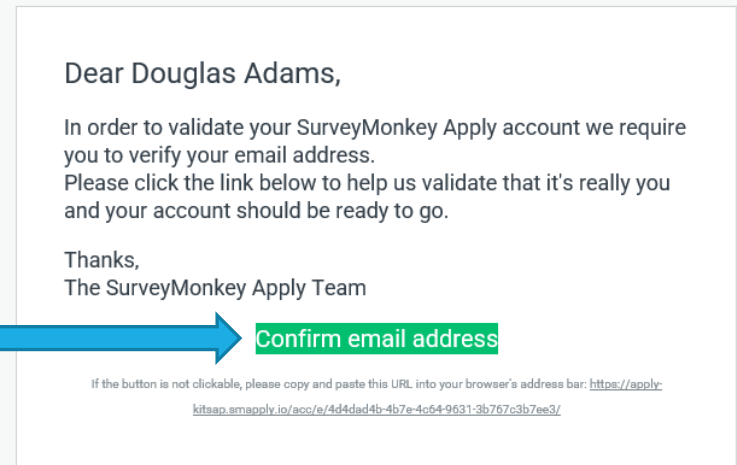 Dear Douglas Adams,
In order to validate your SurveyMonkey Apply account we require
you to verify your email address.
Please click the link below to help us validate that it's really you
and your account should be ready to go.
Thanks,
The SurveyMonkey Apply Team
Confirm email address
If the button is not clickable, please copy and paste this URL into your browser's address bar: https://apply-
kitsap.smapply.io/acc/e/4d4dad4b-4b7e-4c64-9631-3b767c3b7ee3/